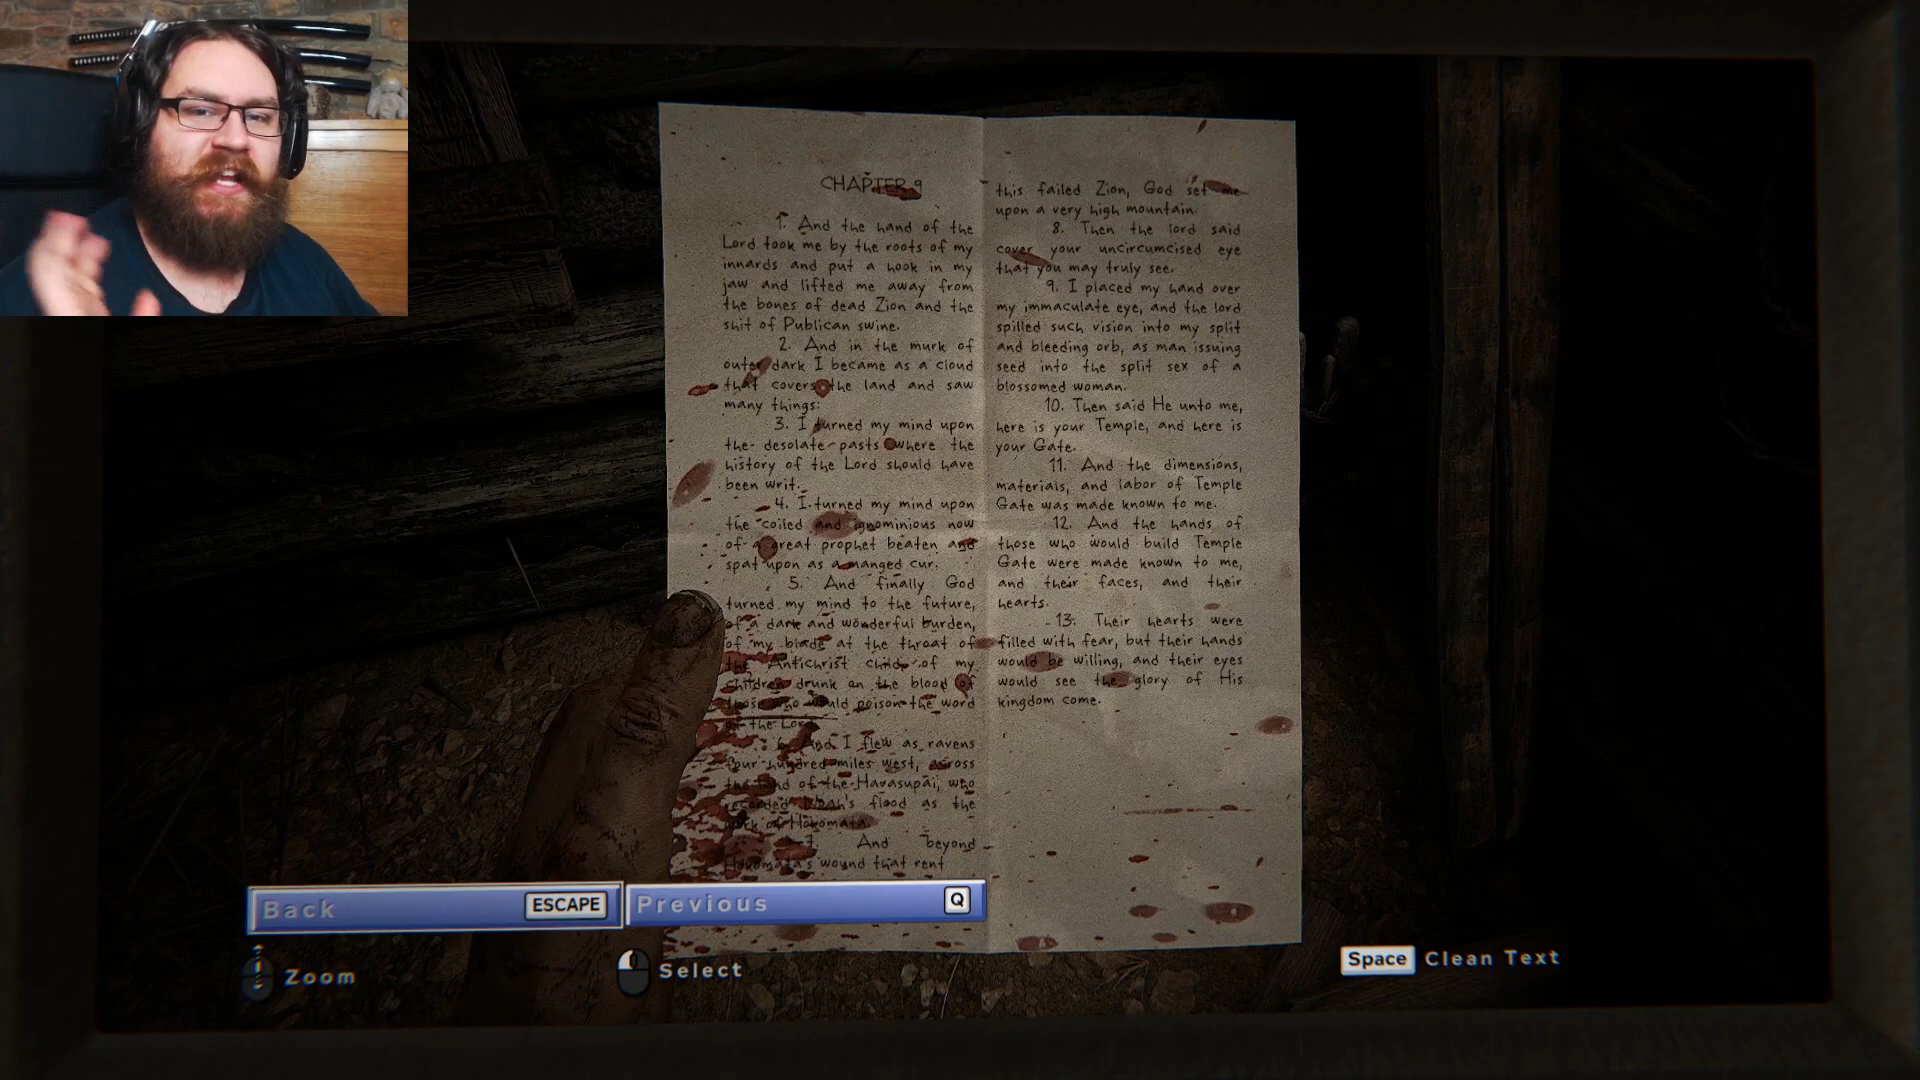 CHAPTER 9
1. And the hand of the
Lord took me by the roots of my
innards and put a hook in my
jaw and lifted me away from
the bones of dead Zion and the
shit of Publican swine.
2. And in the murk of
outer dark I became as a cloud
that covers the land and saw
many things:
3. I turned my mind upon
the desolate pasts where the
history of the Lord should have
been writ.
4. I turned my mind upon
the coiled and ignominious now
of a great prophet beaten and
spat upon as a manged cur.
5. And finally God
turned my mind to the future,
of a dark and wonderful burden,
of my blade at the throat of
the Antichrist child of my
children drunk on the blood of
those who would poison the word
of the Lord.
6. And I flew as ravens
four hundred miles west, across
the land of the Havasupai, who
recorded Noah's flood as the
work of Hokomata.
7. And beyond
Hokomata's wound that rent
this failed Zion, God set me
upon a very high mountain.
8. Then the lord said
cover your uncircumcised eye
that you may truly see.
9. I placed my hand over
my immaculate eye, and the lord
spilled such vision into my split
and bleeding orb, as man issuing
seed into the split sex of a
blossomed woman.
10. Then said He unto me,
here is your Temple, and here is
your Gate.
11. And the dimensions,
materials, and labor of Temple
Gate was made known to me.
12. And the hands of
those who would build Temple
Gate were made known to me,
and their faces, and their
hearts.
13. Their hearts were
filled with fear, but their hands
would be willing, and their eyes
would see the glory of His
kingdom come.
Back ESCAPE Previous Q
Zoom Select Space Clean Text